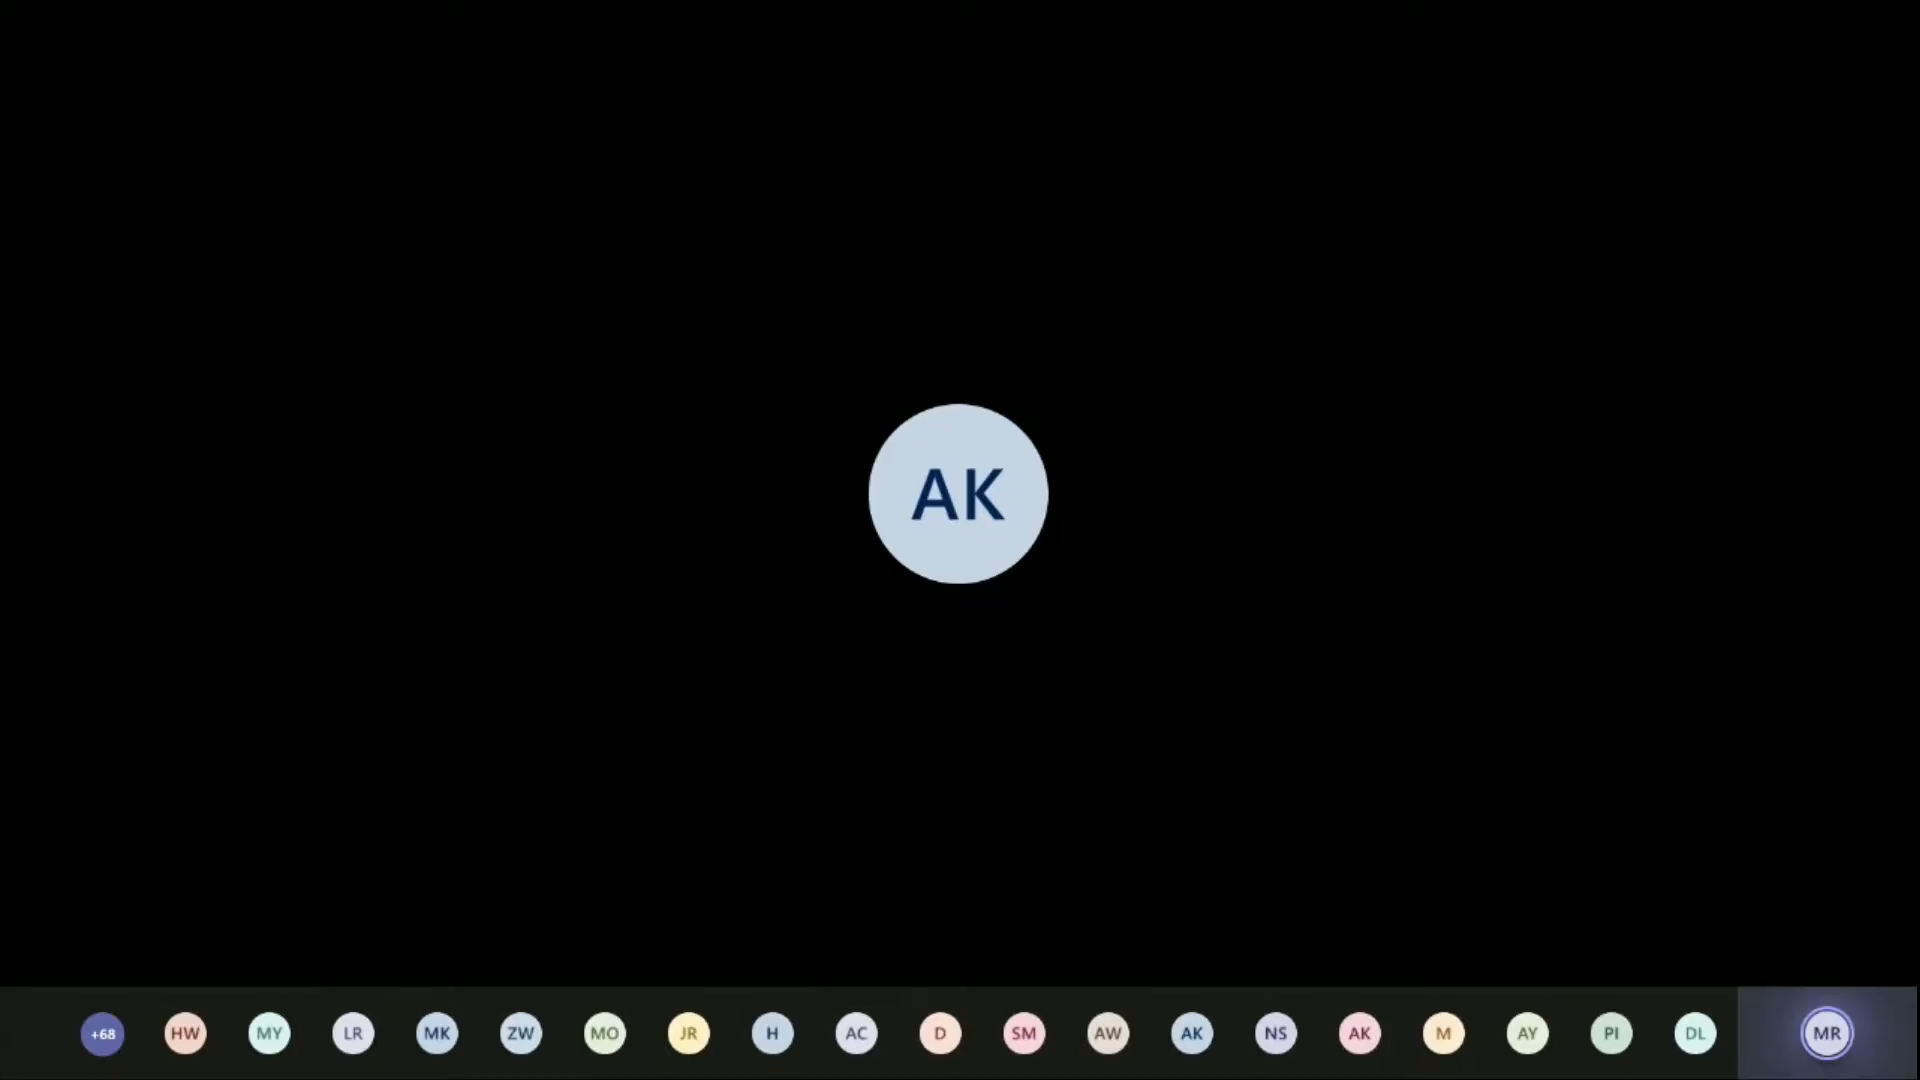 AK
+68 HW MY LR MK ZW MO JR H AC D SM AW AK NS AK M AY PI DL MR